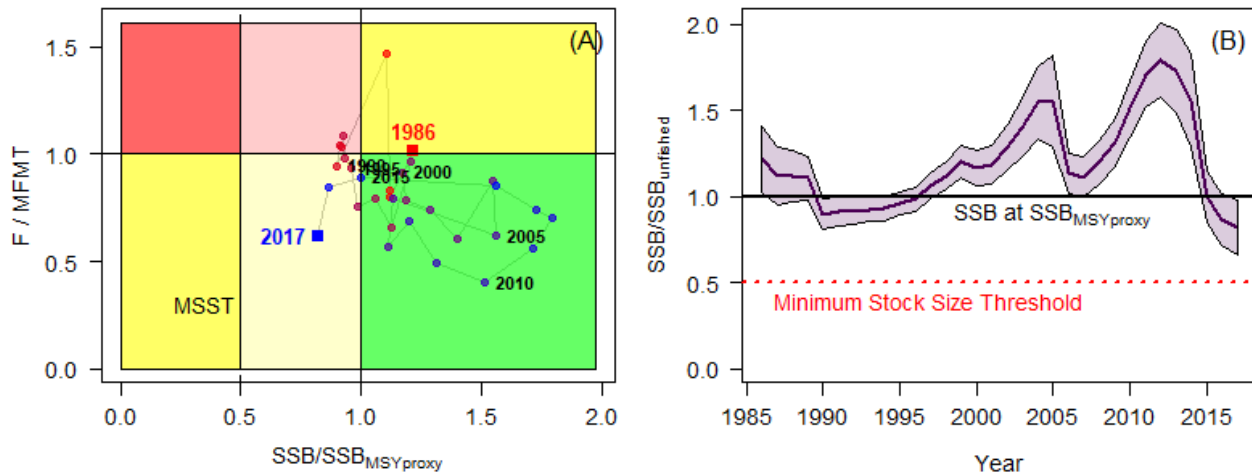 (A)
1.5
1.0
0.5
0.0
F / MFMT
1986
1990
1995
2000
2015
2017
2005
2010
MSST
0.0 0.5 1.0 1.5 2.0
SSB/SSBMSYproxy
(B)
2.0
1.5
1.0
0.5
0.0
SSB/SSBunfished
SSB at SSBMSYproxy
Minimum Stock Size Threshold
1985 1990 1995 2000 2005 2010 2015
Year